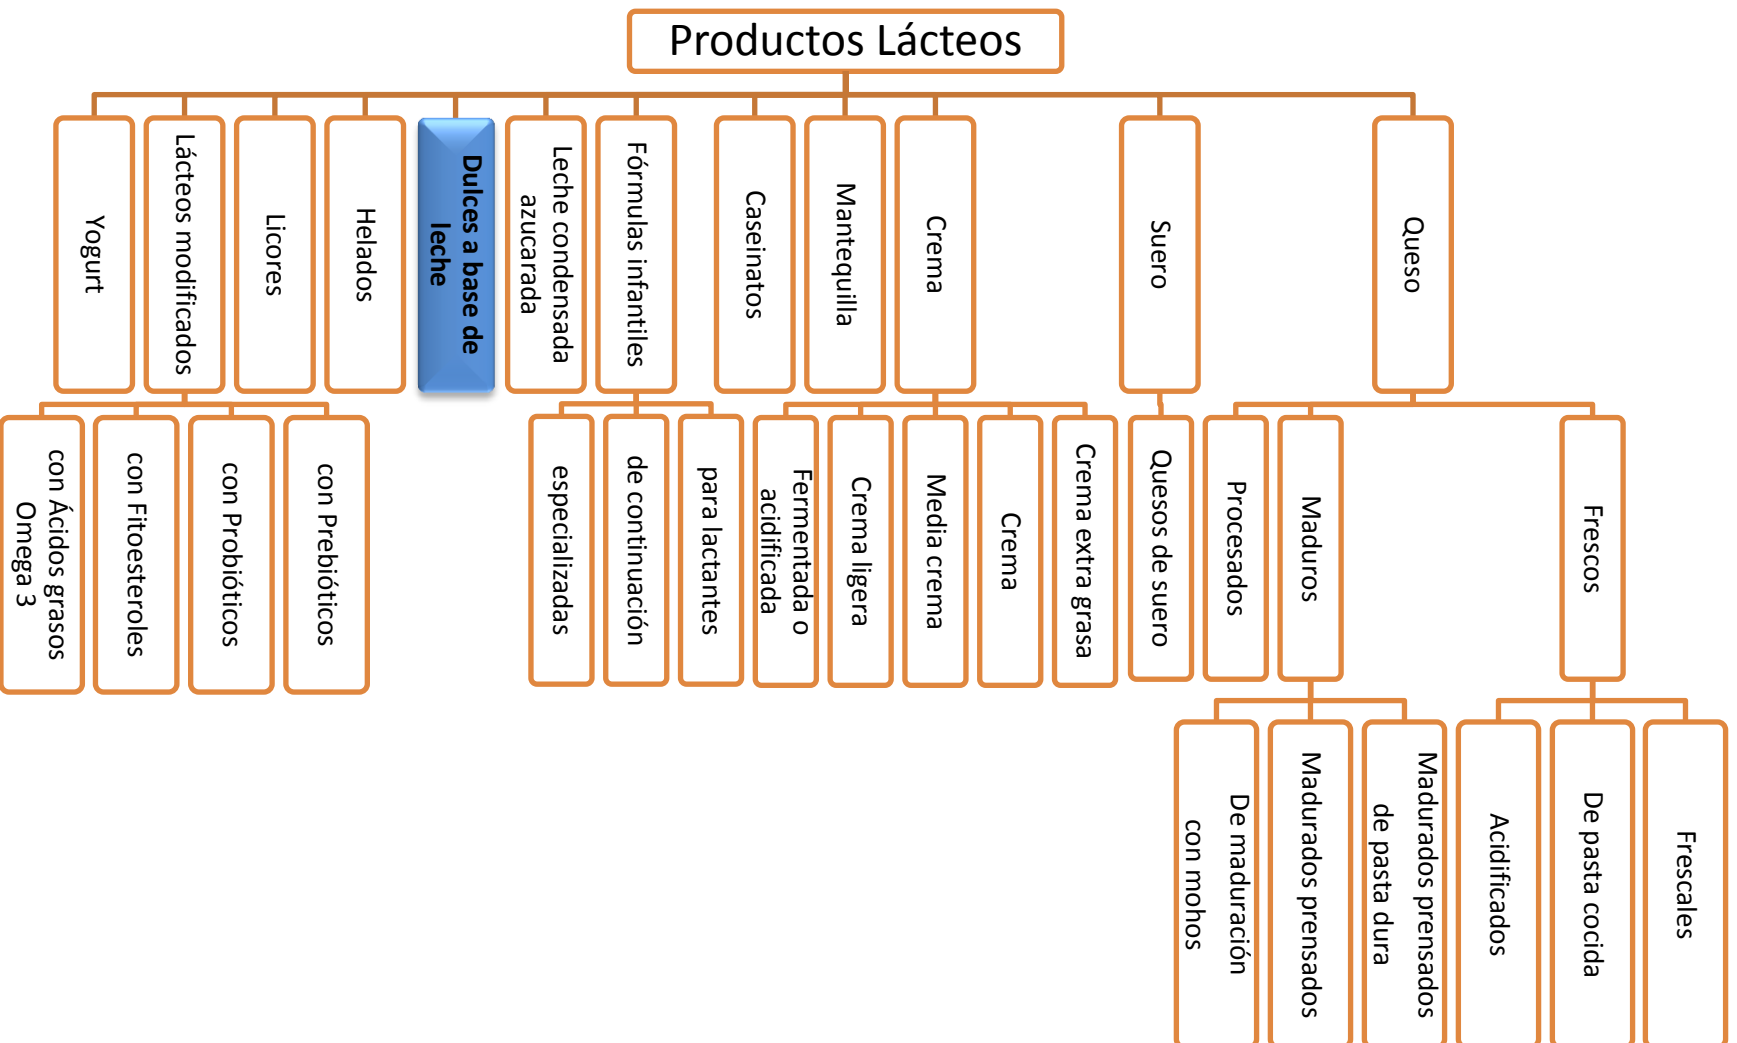 Productos Lácteos
Yogurt
Lácteos modificados
Licores
Helados
Dulces a base de
leche
Leche condensada
azucarada
Fórmulas infantiles
Caseinatos
Mantequilla
Crema
Suero
Queso
con Ácidos grasos
Omega 3
con Fitoesteroles
con Probióticos
con Prebióticos
especializadas
de continuación
para lactantes
Fermentada o
acidificada
Crema ligera
Media crema
Crema
Crema extra grasa
Quesos de suero
Procesados
Maduros
Frescos
De maduración
con mohos
Madurados prensados
Madurados prensados
de pasta dura
Acidificados
De pasta cocida
Frescales